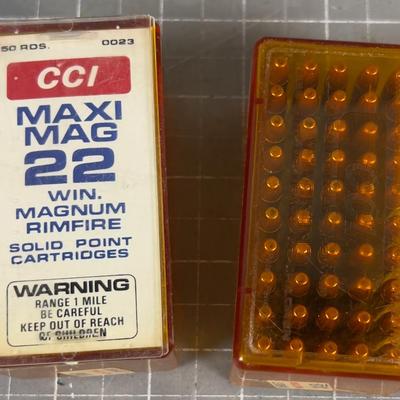 50 RDS. 0023
CCI
MAXI
MAG
22
WIN.
MAGNUM
RIMFIRE
SOLID POINT
CARTRIDGES
WARNING
RANGE 1 MILE
BE CAREFUL
KEEP OUT OF REACH
OF CHILDREN